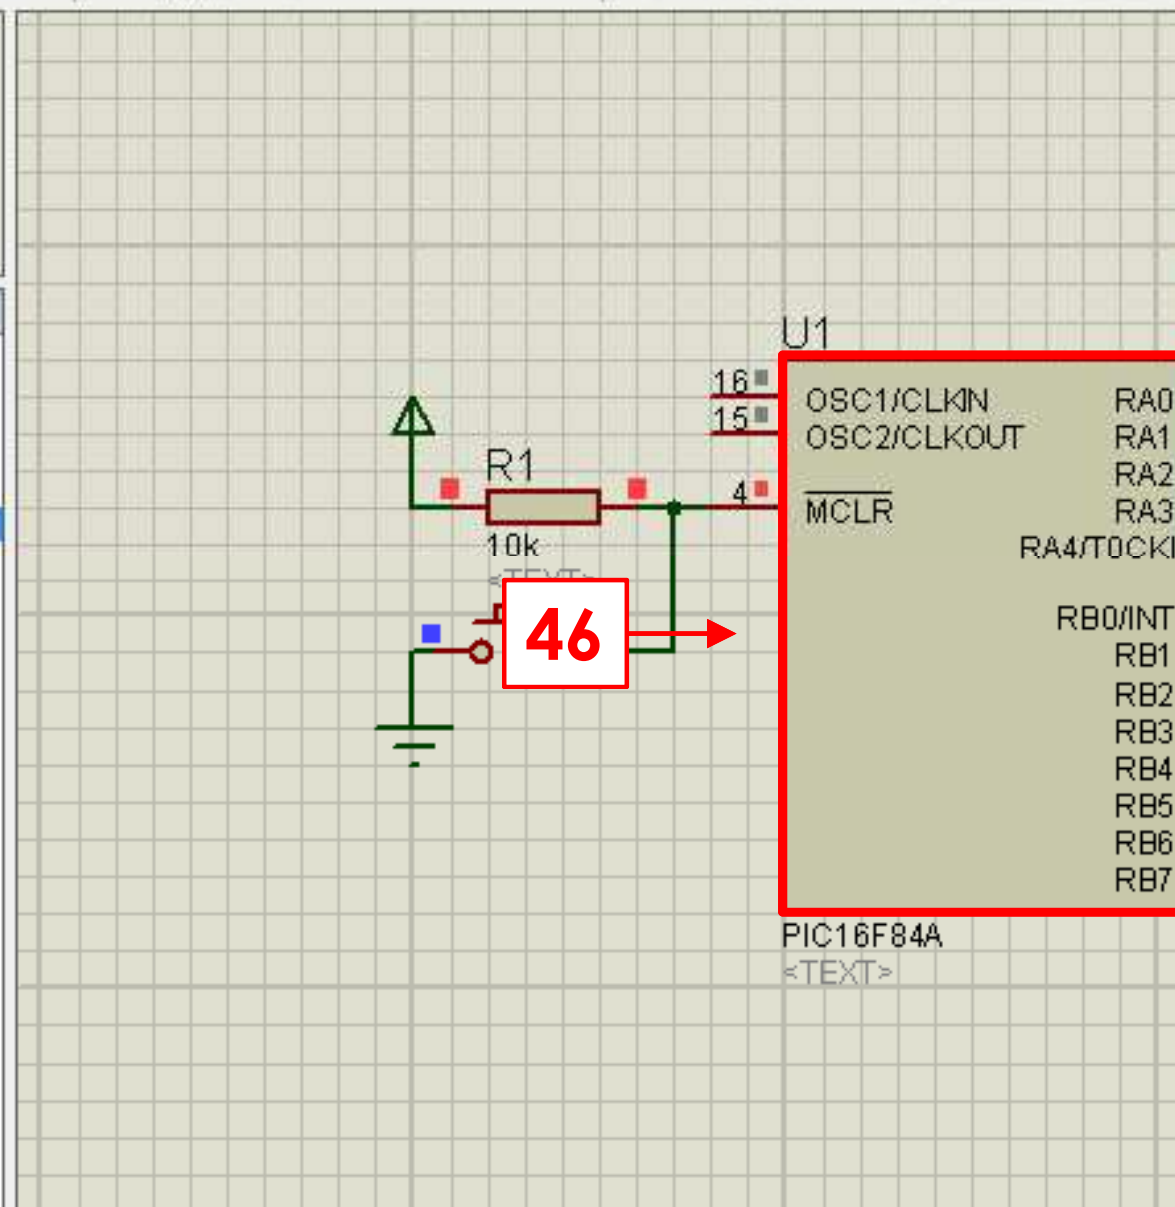 U1
16
OSC1/CLKIN
RA0
15
OSC2/CLKOUT
RA1
RA2
R1
4
MCLR
RA3
10k
RA4/T0CKI
<TEXT>
46
RB0/INT
RB1
RB2
RB3
RB4
RB5
RB6
RB7
PIC16F84A
<TEXT>